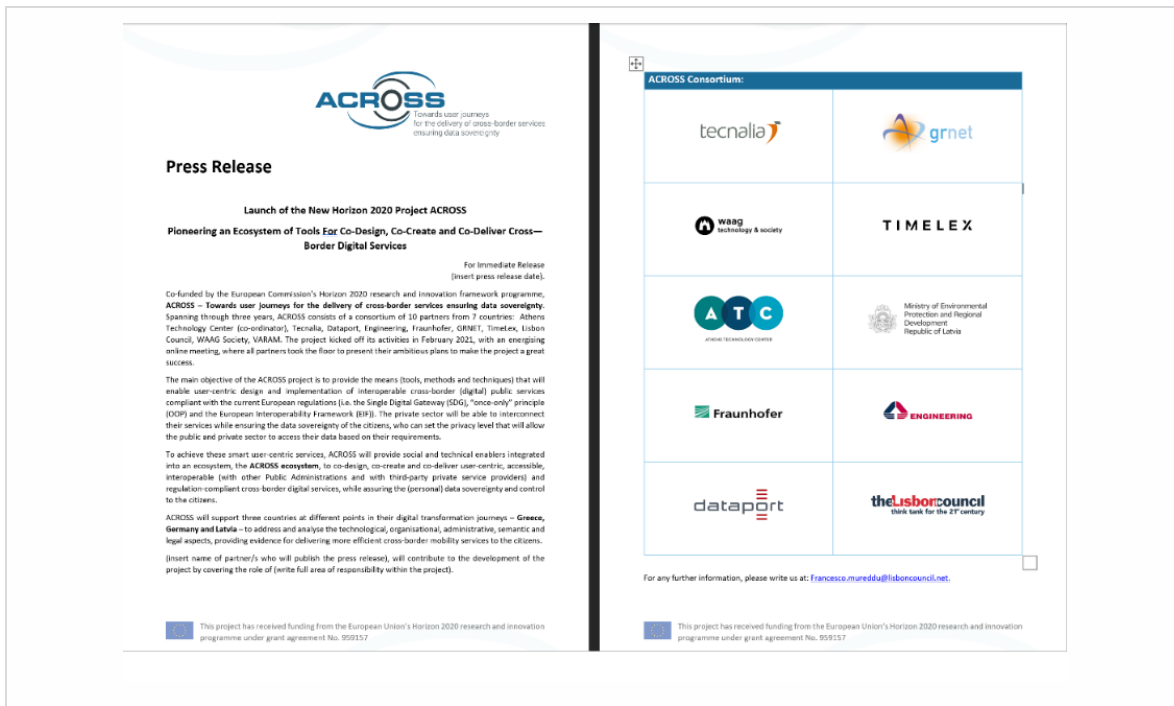 ACROSS
Towards user journeys
for the delivery of cross-border services
ensuring data sovereignty
Press Release
Launch of the New Horizon 2020 Project ACROSS
Pioneering an Ecosystem of Tools For Co-Design, Co-Create and Co-Deliver Cross—
Border Digital Services
For Immediate Release
(insert press release date).
Co-funded by the European Commission's Horizon 2020 research and innovation framework programme,
ACROSS – Towards user journeys for the delivery of cross-border services ensuring data sovereignty.
Spanning through three years, ACROSS consists of a consortium of 10 partners from 7 countries: Athens
Technology Center (co-ordinator), Tecnalia, Dataport, Engineering, Fraunhofer, GRNET, TimeLex, Lisbon
Council, WAAG Society, VARAM. The project kicked off its activities in February 2021, with an energising
online meeting, where all partners took the floor to present their ambitious plans to make the project a great
success.
The main objective of the ACROSS project is to provide the means (tools, methods and techniques) that will
enable user-centric design and implementation of interoperable cross-border (digital) public services
compliant with the current European regulations (i.e. the Single Digital Gateway (SDG), "once-only" principle
(OOP) and the European Interoperability Framework (EIF)). The private sector will be able to interconnect
their services while ensuring the data sovereignty of the citizens, who can set the privacy level that will allow
the public and private sector to access their data based on their requirements.
To achieve these smart user-centric services, ACROSS will provide social and technical enablers integrated
into an ecosystem, the ACROSS ecosystem, to co-design, co-create and co-deliver user-centric, accessible,
interoperable (with other Public Administrations and with third-party private service providers) and
regulation-compliant cross-border digital services, while assuring the (personal) data sovereignty and control
to the citizens.
ACROSS will support three countries at different points in their digital transformation journeys – Greece,
Germany and Latvia – to address and analyse the technological, organisational, administrative, semantic and
legal aspects, providing evidence for delivering more efficient cross-border mobility services to the citizens.
(insert name of partner/s who will publish the press release), will contribute to the development of the
project by covering the role of (write full area of responsibility within the project).
This project has received funding from the European Union's Horizon 2020 research and innovation
programme under grant agreement No. 959157
ACROSS Consortium:
tecnalia
grnet
waag
technology & society
TIMELEX
ATC
ATHENS TECHNOLOGY CENTER
Ministry of Environmental
Protection and Regional
Development
Republic of Latvia
Fraunhofer
ENGINEERING
dataport
theLisboncouncil
think tank for the 21st century
For any further information, please write us at: Francesco.mureddu@lisboncouncil.net.
This project has received funding from the European Union's Horizon 2020 research and innovation
programme under grant agreement No. 959157